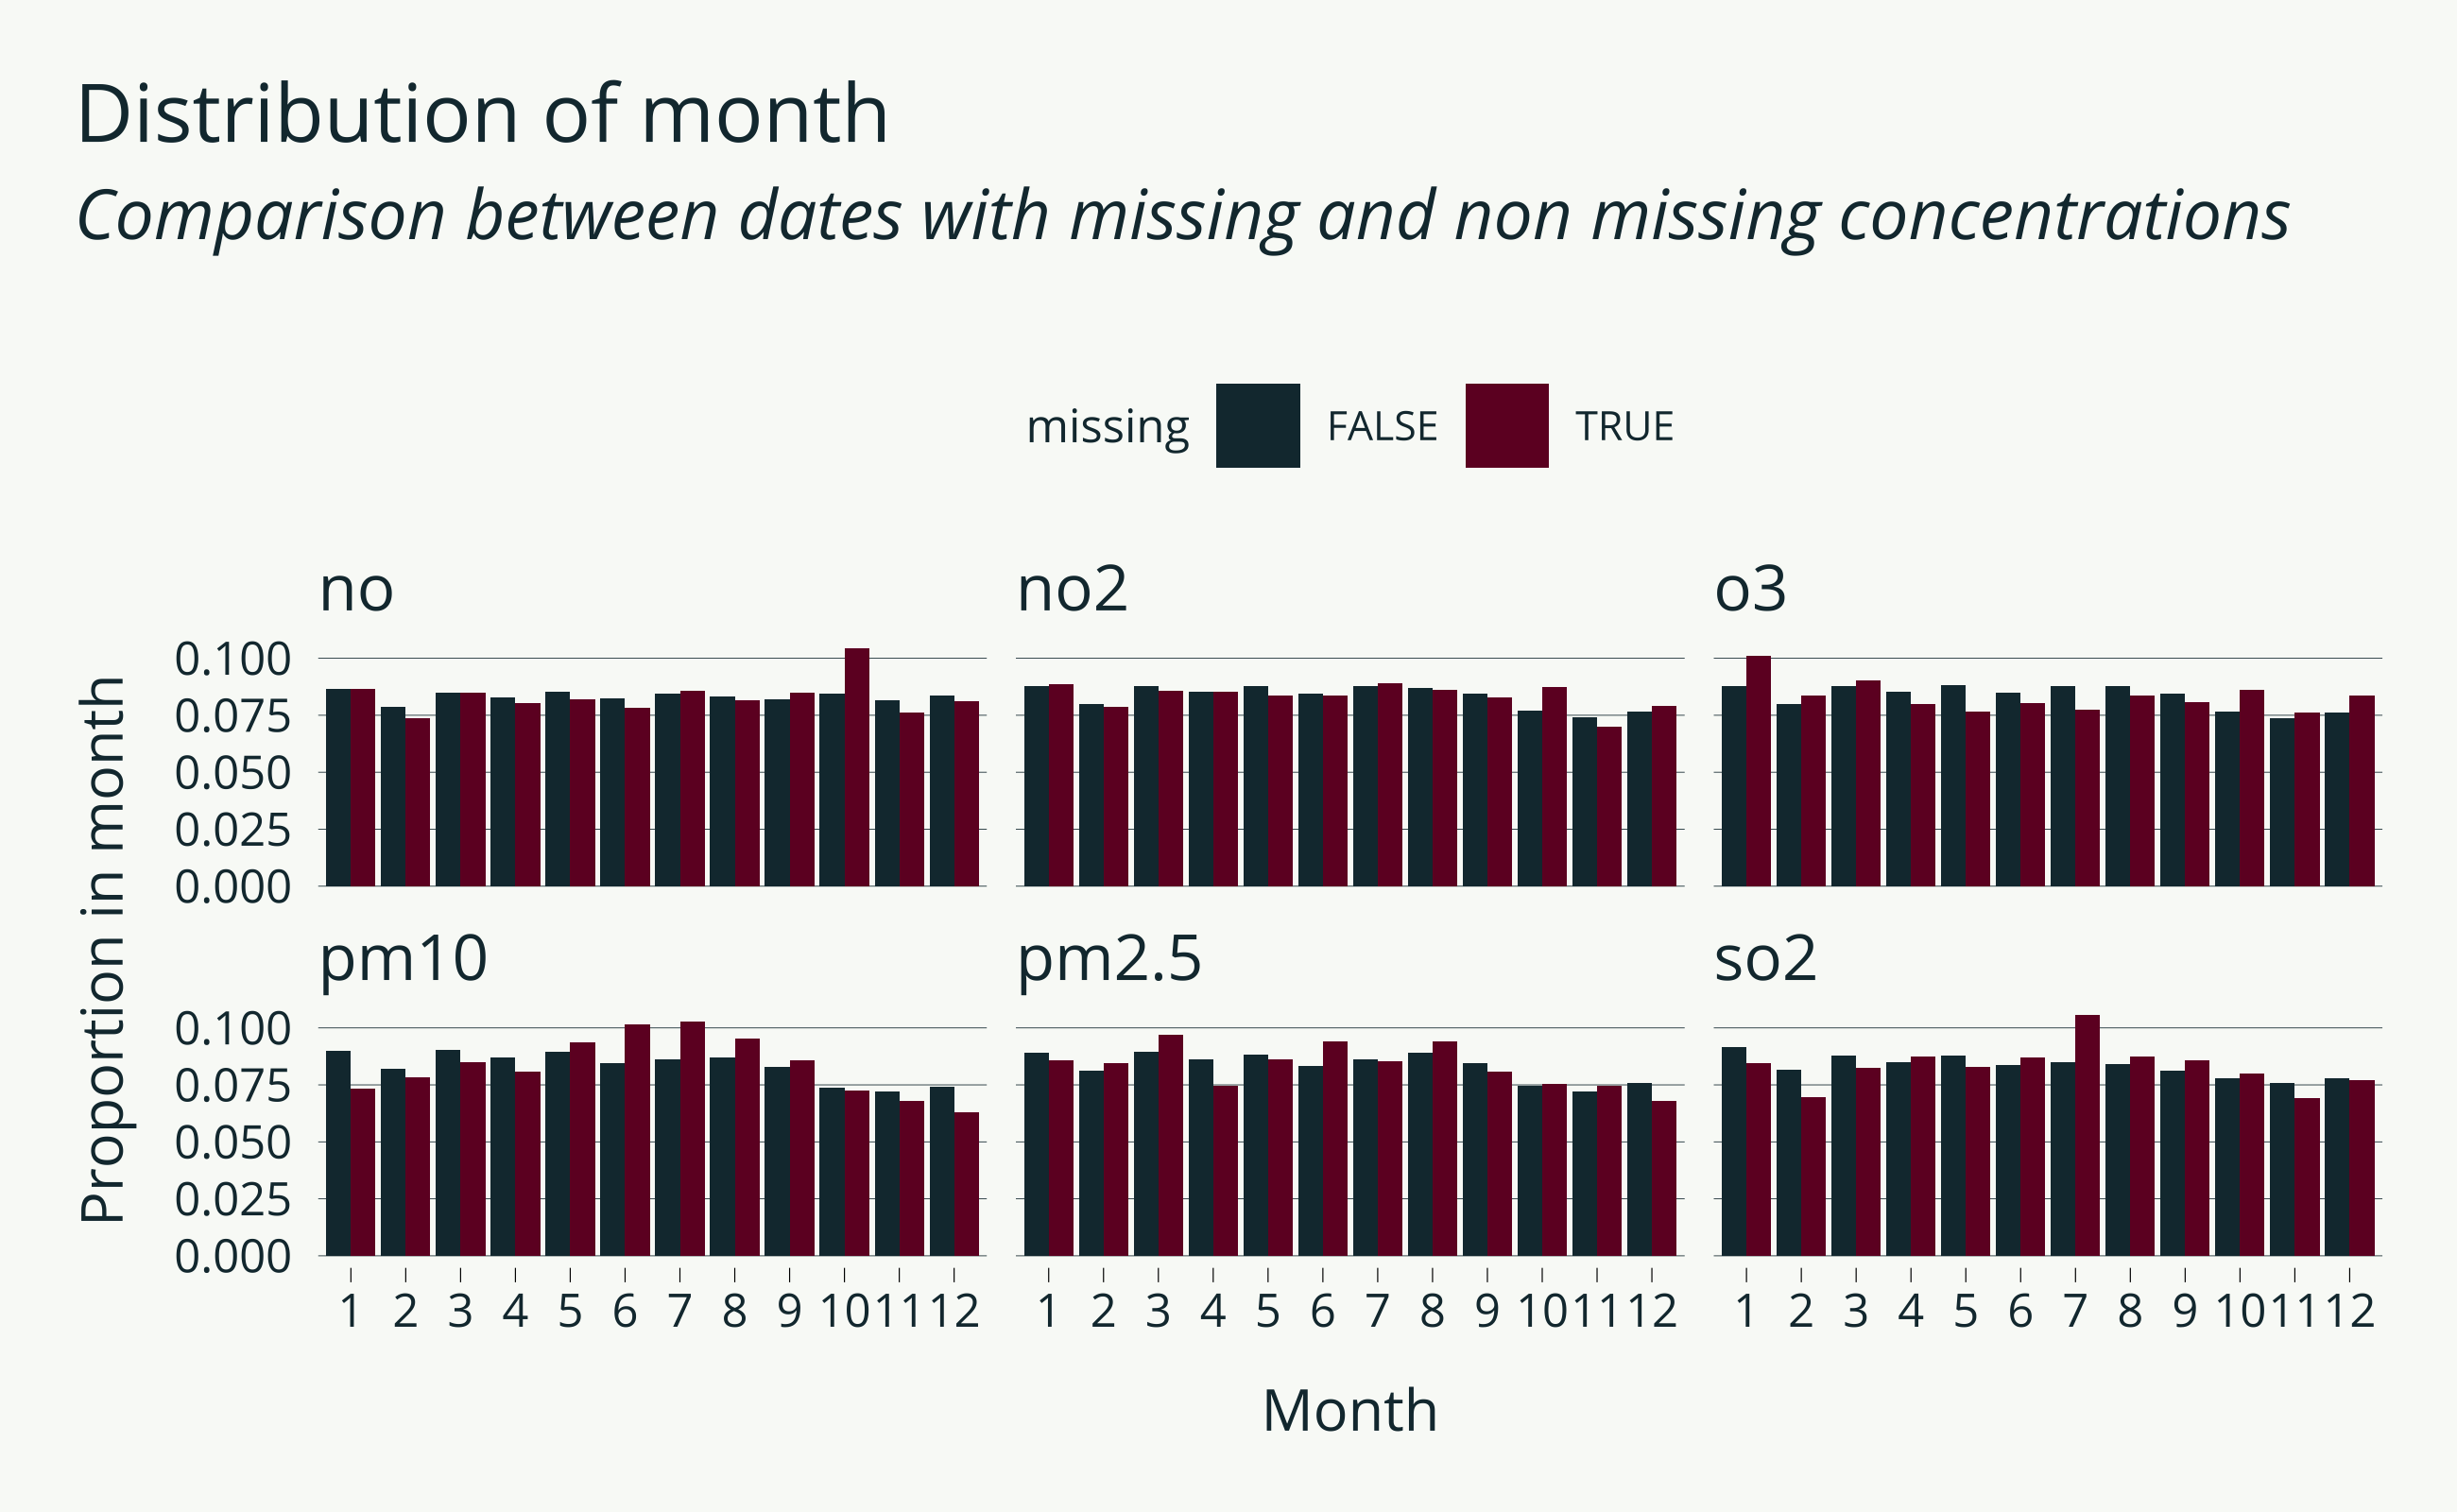 Distribution of month
Comparison between dates with missing and non missing concentrations
missing FALSE TRUE
no no2 o3
0.100
0.075
0.050
0.025
0.000
pm10 pm2.5 so2
0.100
0.075
0.050
0.025
0.000
1 2 3 4 5 6 7 8 9 10 11 12 1 2 3 4 5 6 7 8 9 10 11 12 1 2 3 4 5 6 7 8 9 10 11 12
Proportion in month
Month